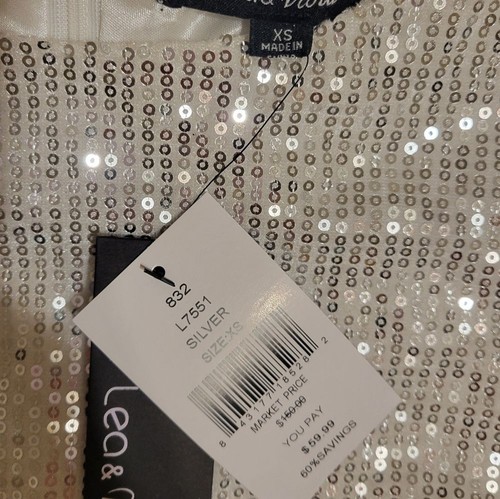 & Viola
XS
MADE IN
832
L7551
SILVER
SIZE:XS
MARKET PRICE
$150.00
YOU PAY
$59.99
60%SAVINGS
Lea &